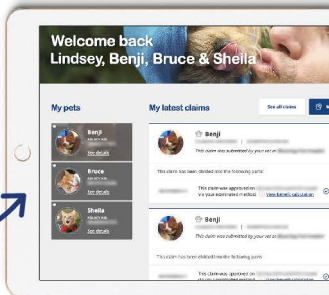 Welcome back
Lindsey, Benji, Bruce & Sheila
My pets
My latest claims
See all claims
Benji
See details
Bruce
See details
Sheila
See details
Benji
This claim was submitted by your vet at
This claim has been divided into the following parts:
This claim was approved on
via your estimated method
View benefit calculation
Benji
This claim was submitted by your vet at
This claim has been divided into the following parts:
This claim was approved on